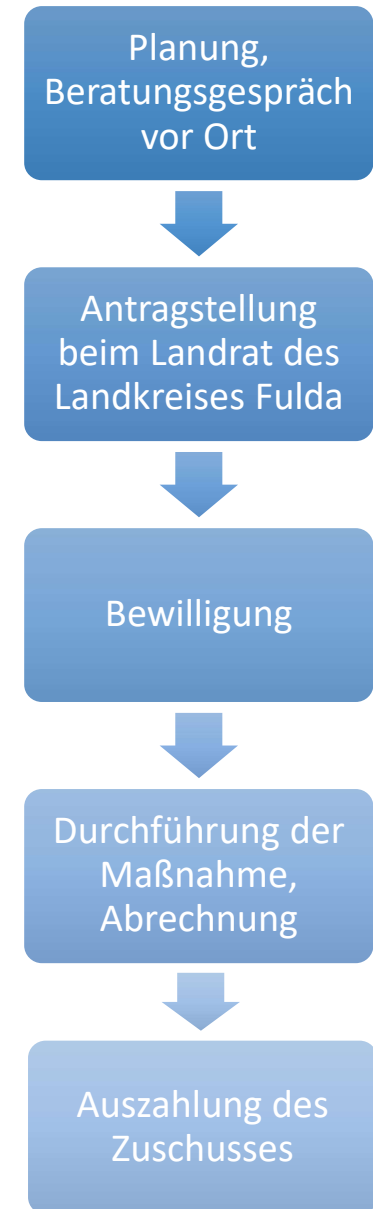 Planung,
Beratungsgespräch
vor Ort
Antragstellung
beim Landrat des
Landkreises Fulda
Bewilligung
Durchführung der
Maßnahme,
Abrechnung
Auszahlung des
Zuschusses